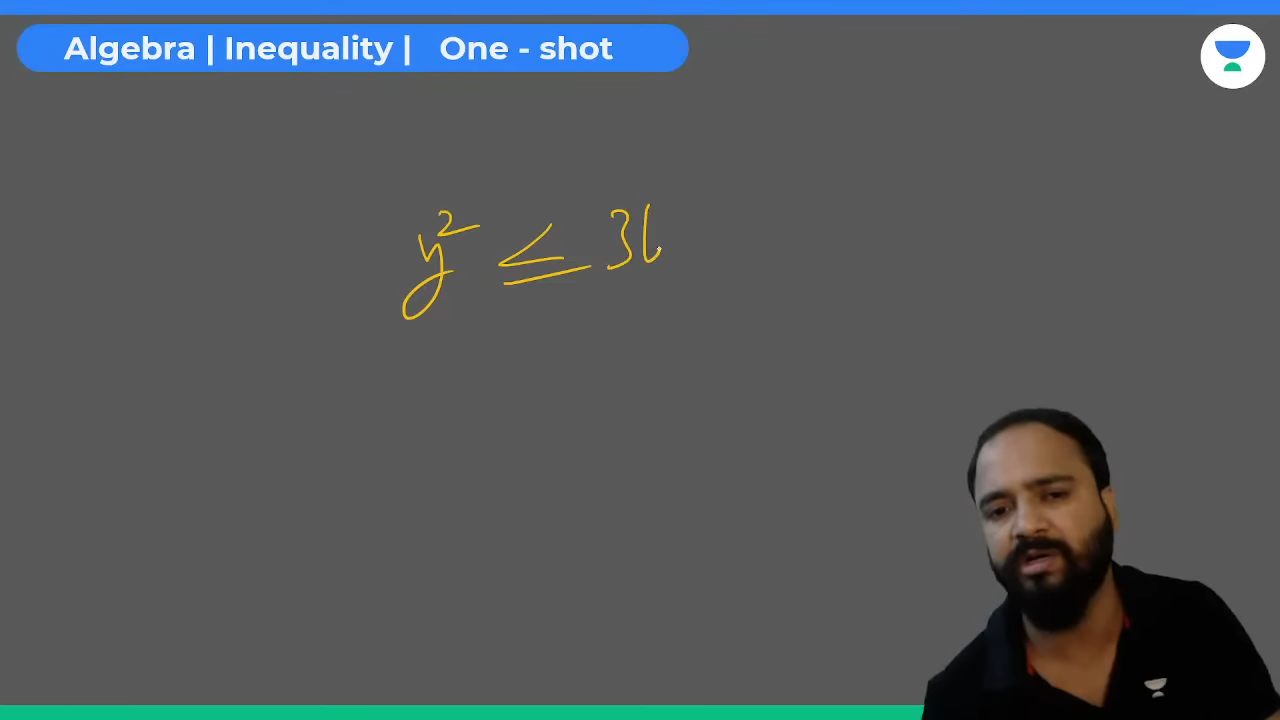 Algebra | Inequality | One - shot
y² ≤ 36